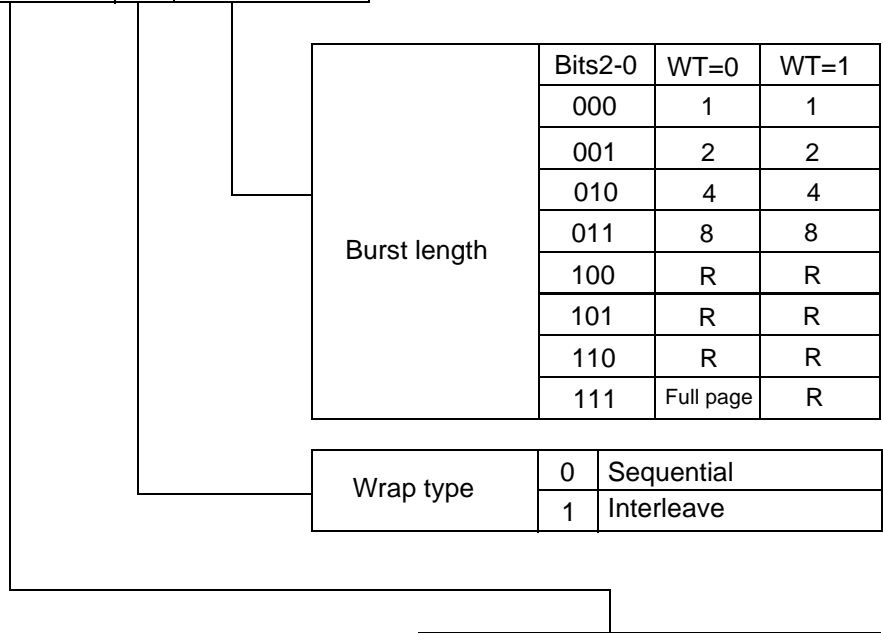 Bits2-0 WT=0 WT=1
000 1 1
001 2 2
010 4 4
011 8 8
Burst length
100 R R
101 R R
110 R R
111 Full page R
Wrap type
0 Sequential
1 Interleave